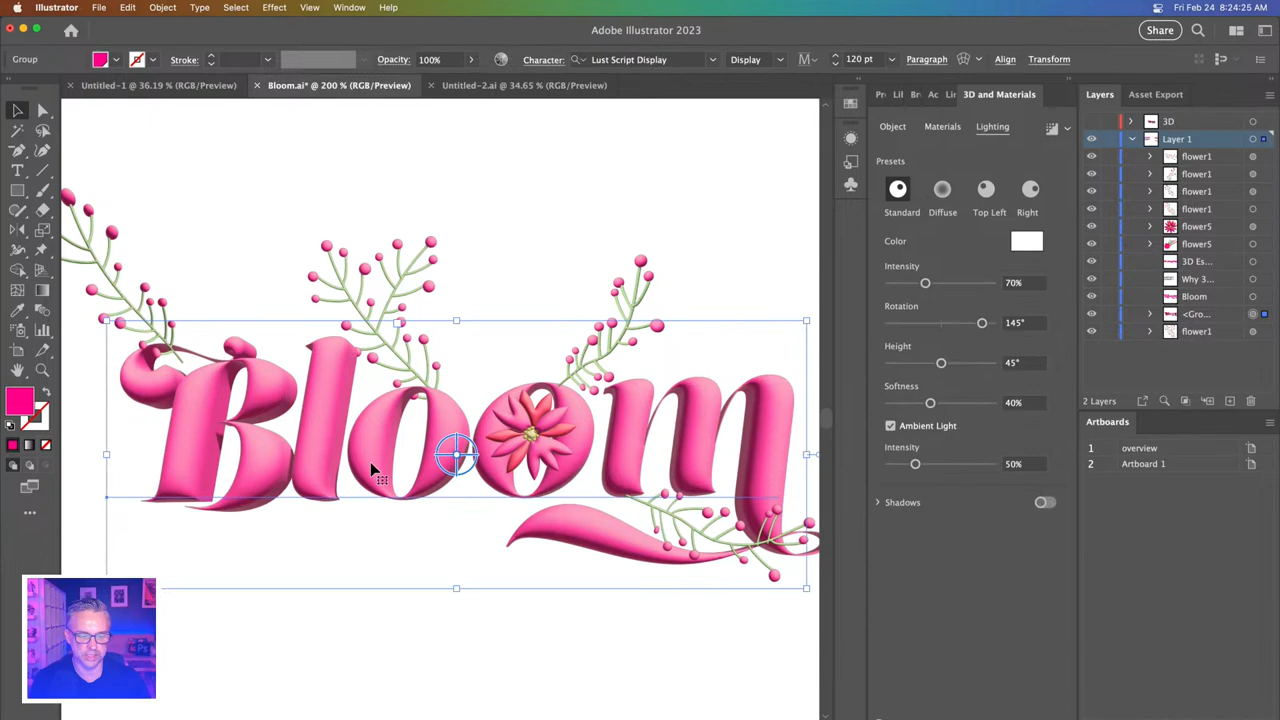 Illustrator File Edit Object Type Select Effect View Window Help Fri Feb 24 8:24:25 AM
Adobe Illustrator 2023
Share
Group Stroke: Opacity: 100% Character: Lust Script Display Display 120 pt Paragraph Align Transform
Untitled-1 @ 36.19 % (RGB/Preview) Bloom.ai* @ 200 % (RGB/Preview) Untitled-2.ai @ 34.65 % (RGB/Preview)
Lil Ac 3D and Materials
Layers Asset Export
Object Materials Lighting
Presets
Standard Diffuse Top Left Right
Color
Intensity 70%
Rotation 145°
Height 45°
Softness 40%
Ambient Light
Intensity 50%
Shadows
3D
Layer 1
flower1
flower1
flower1
flower1
flower5
flower5
3D Es...
Why 3...
Bloom
<Gro...
flower1
2 Layers
Artboards
1 overview
2 Artboard 1
Bloom
Ps